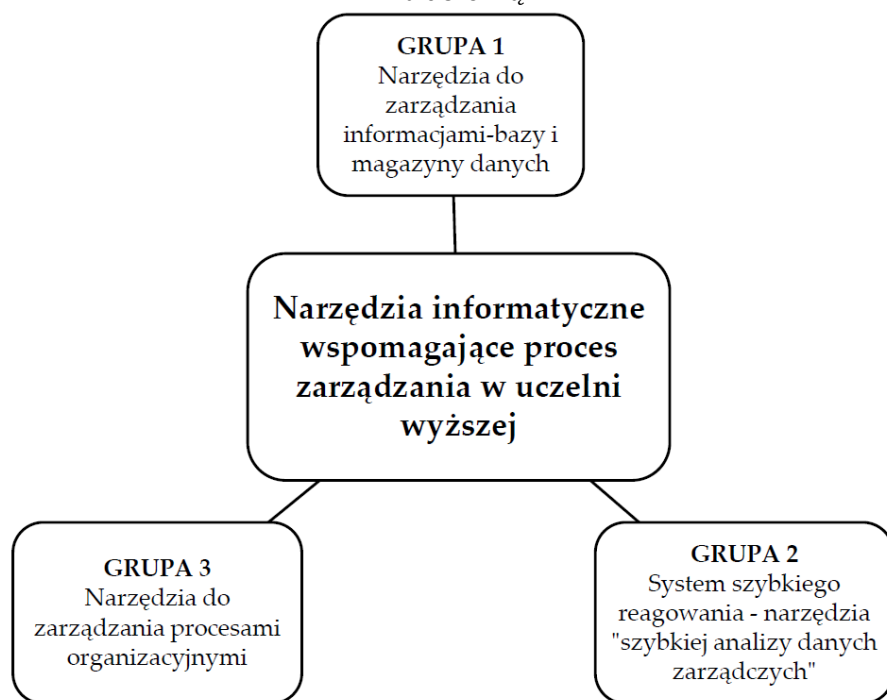 GRUPA 1
Narzędzia do
zarządzania
informacjami-bazy i
magazyny danych
Narzędzia informatyczne
wspomagające proces
zarządzania w uczelni
wyższej
GRUPA 3
Narzędzia do
zarządzania procesami
organizacyjnymi
GRUPA 2
System szybkiego
reagowania - narzędzia
"szybkiej analizy danych
zarządczych"